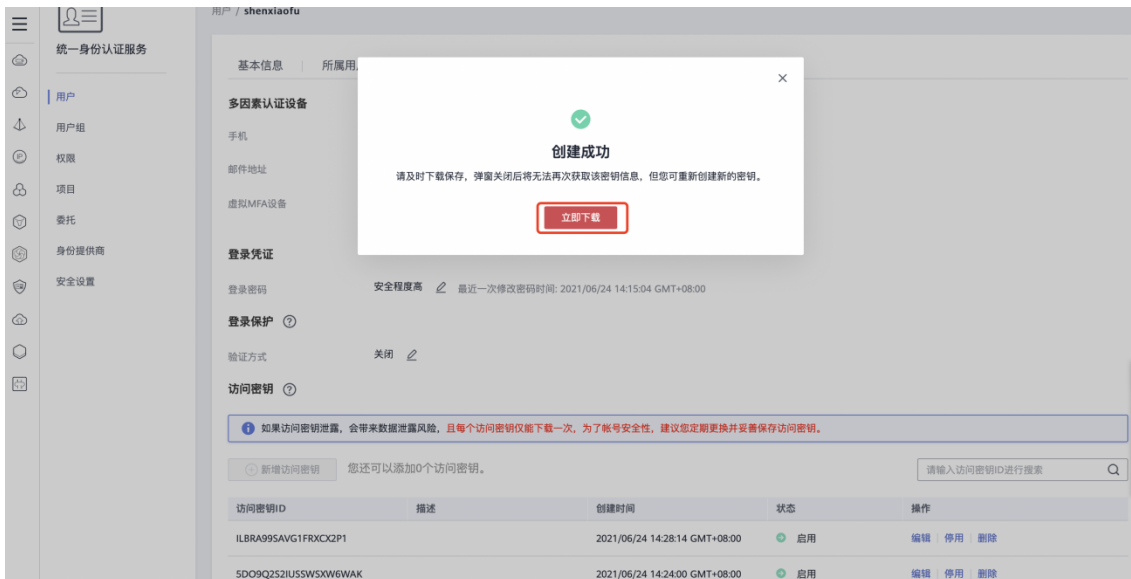 用户 / shenxiaofu
统一身份认证服务
用户
用户组
权限
项目
委托
身份提供商
安全设置
基本信息
所属用
多因素认证设备
手机
邮件地址
虚拟MFA设备
创建成功
请及时下载保存，弹窗关闭后将无法再次获取该密钥信息，但您可重新创建新的密钥。
立即下载
登录凭证
登录密码 安全程度高 最近一次修改密码时间: 2021/06/24 14:15:04 GMT+08:00
登录保护
验证方式 关闭
访问密钥
如果访问密钥泄露，会带来数据泄露风险，且每个访问密钥仅能下载一次，为了帐号安全性，建议您定期更换并妥善保存访问密钥。
新增访问密钥 您还可以添加0个访问密钥。 请输入访问密钥ID进行搜索
访问密钥ID 描述 创建时间 状态 操作
ILBRA99SAVG1FRXCX2P1 2021/06/24 14:28:14 GMT+08:00 启用 编辑 停用 删除
5DO9Q2S2IUSSWSXW6WAK 2021/06/24 14:24:00 GMT+08:00 启用 编辑 停用 删除